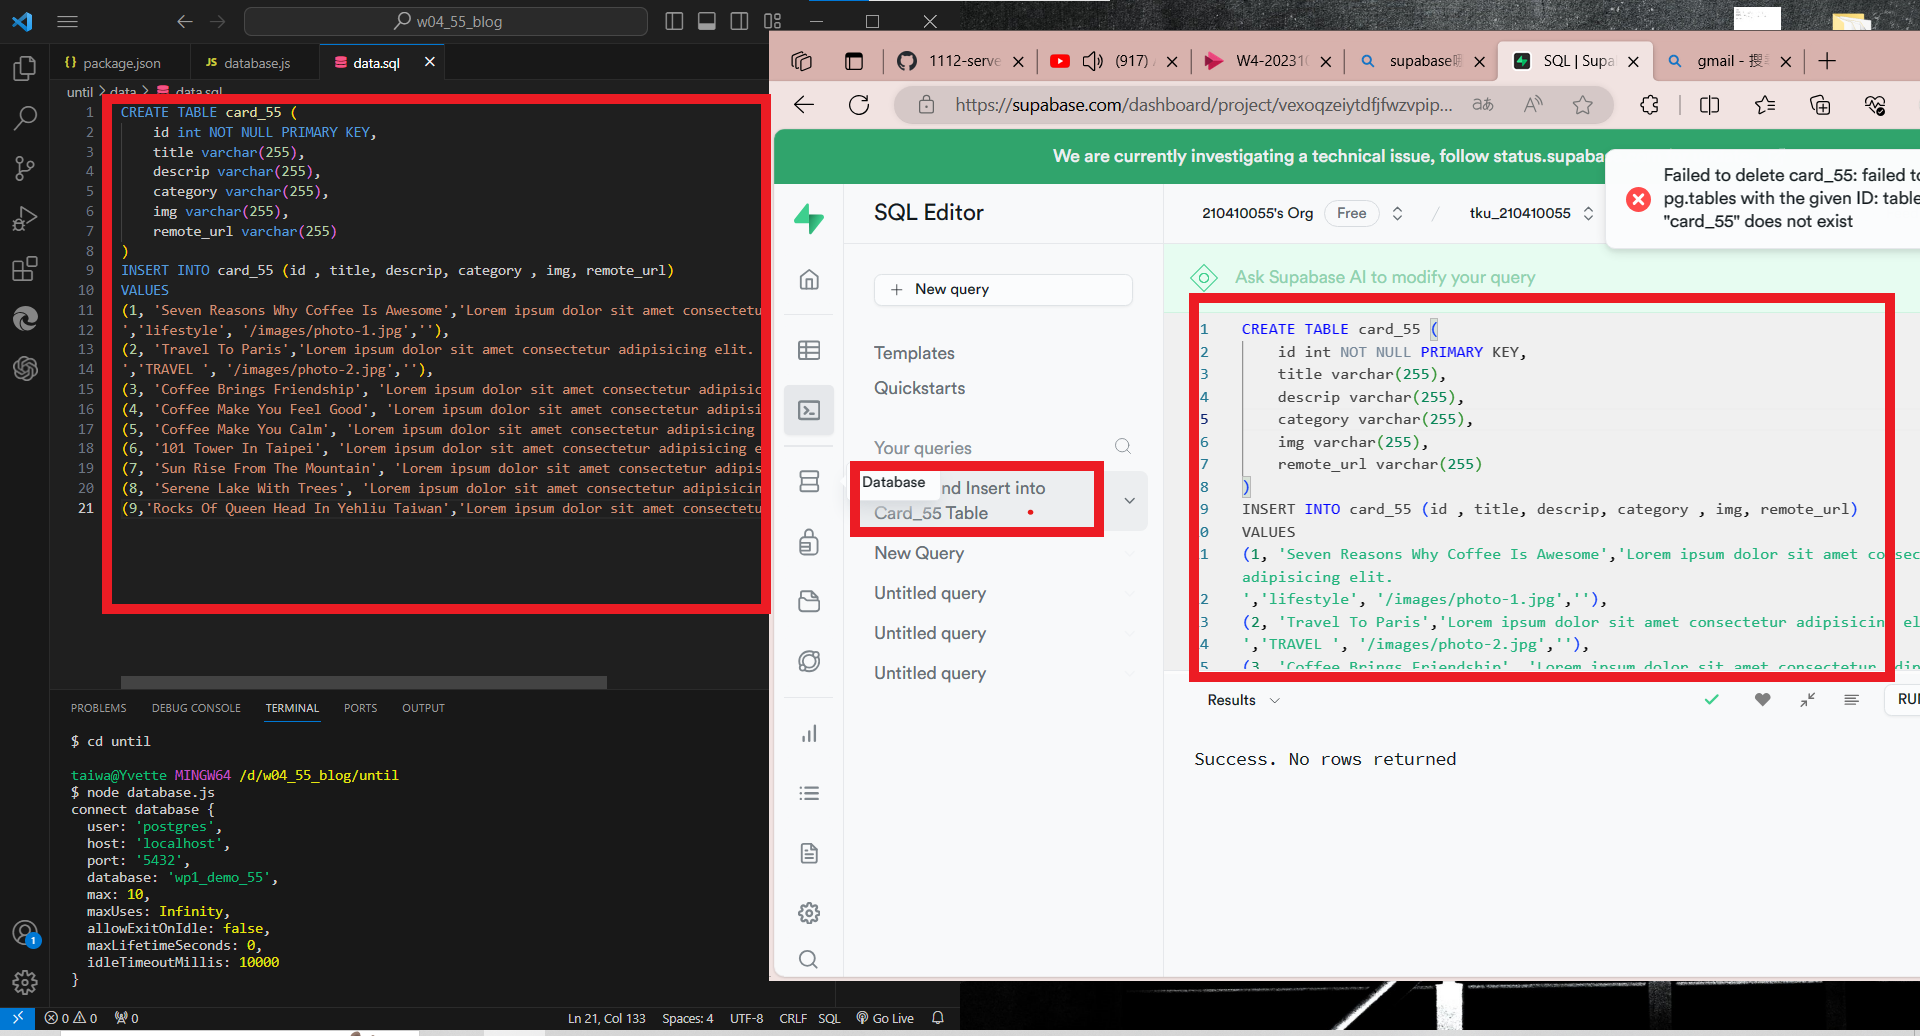 w04_55_blog
{} package.json
JS database.js
data.sql
until > data > data.sql
1 CREATE TABLE card_55 (
2 id int NOT NULL PRIMARY KEY,
3 title varchar(255),
4 descrip varchar(255),
5 category varchar(255),
6 img varchar(255),
7 remote_url varchar(255)
8 )
9 INSERT INTO card_55 (id , title, descrip, category , img, remote_url)
10 VALUES
11 (1, 'Seven Reasons Why Coffee Is Awesome','Lorem ipsum dolor sit amet consectetu
12 ','lifestyle', '/images/photo-1.jpg',''),
13 (2, 'Travel To Paris','Lorem ipsum dolor sit amet consectetur adipisicing elit.
14 ','TRAVEL ', '/images/photo-2.jpg',''),
15 (3, 'Coffee Brings Friendship', 'Lorem ipsum dolor sit amet consectetur adipisic
16 (4, 'Coffee Make You Feel Good', 'Lorem ipsum dolor sit amet consectetur adipisi
17 (5, 'Coffee Make You Calm', 'Lorem ipsum dolor sit amet consectetur adipisicing
18 (6, '101 Tower In Taipei', 'Lorem ipsum dolor sit amet consectetur adipisicing e
19 (7, 'Sun Rise From The Mountain', 'Lorem ipsum dolor sit amet consectetur adipis
20 (8, 'Serene Lake With Trees', 'Lorem ipsum dolor sit amet consectetur adipisicin
21 (9,'Rocks Of Queen Head In Yehliu Taiwan','Lorem ipsum dolor sit amet consectetu
PROBLEMS DEBUG CONSOLE TERMINAL PORTS OUTPUT
$ cd until
taiwa@Yvette MINGW64 /d/w04_55_blog/until
$ node database.js
connect database {
user: 'postgres',
host: 'localhost',
port: '5432',
database: 'wp1_demo_55',
max: 10,
maxUses: Infinity,
allowExitOnIdle: false,
maxLifetimeSeconds: 0,
idleTimeoutMillis: 10000
}
1
0 0 0 Ln 21, Col 133 Spaces: 4 UTF-8 CRLF SQL Go Live
1112-serve
(917)
W4-20231
supabase
SQL | Supa
gmail - 搜
https://supabase.com/dashboard/project/vexoqzeiytdfjfwzvpip...
We are currently investigating a technical issue, follow status.supaba
Failed to delete card_55: failed to
pg.tables with the given ID: table
"card_55" does not exist
SQL Editor
210410055's Org Free / tku_210410055
+ New query
Templates
Quickstarts
Your queries
Database
nd Insert into
Card_55 Table
New Query
Untitled query
Untitled query
Untitled query
Ask Supabase AI to modify your query
1 CREATE TABLE card_55 (
2 id int NOT NULL PRIMARY KEY,
3 title varchar(255),
4 descrip varchar(255),
5 category varchar(255),
6 img varchar(255),
7 remote_url varchar(255)
8 )
9 INSERT INTO card_55 (id , title, descrip, category , img, remote_url)
0 VALUES
1 (1, 'Seven Reasons Why Coffee Is Awesome','Lorem ipsum dolor sit amet consec
adipisicing elit.
2 ','lifestyle', '/images/photo-1.jpg',''),
3 (2, 'Travel To Paris','Lorem ipsum dolor sit amet consectetur adipisicing el
4 ','TRAVEL ', '/images/photo-2.jpg',''),
5 (3, 'Coffee Brings Friendship', 'Lorem ipsum dolor sit amet consectetur adip
Results
RU
Success. No rows returned